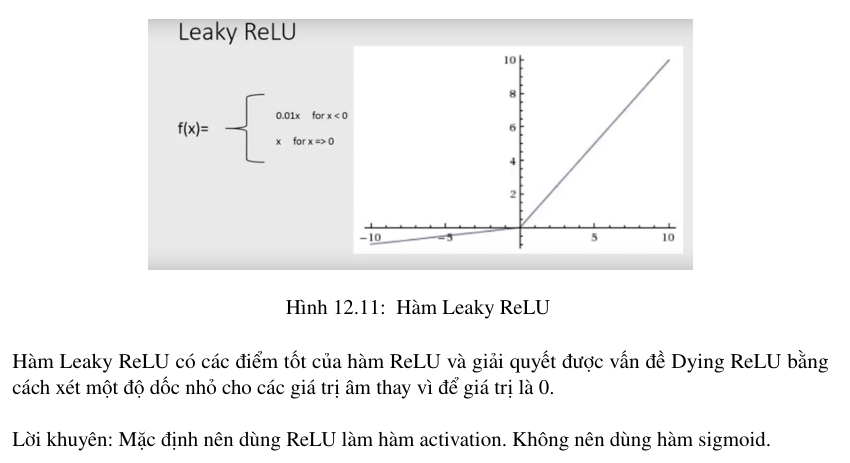 Leaky ReLU
f(x)=
0.01x for x < 0
x for x => 0
10
8
6
4
2
-10
-5
5
10
Hình 12.11: Hàm Leaky ReLU
Hàm Leaky ReLU có các điểm tốt của hàm ReLU và giải quyết được vấn đề Dying ReLU bằng
cách xét một độ dốc nhỏ cho các giá trị âm thay vì để giá trị là 0.
Lời khuyên: Mặc định nên dùng ReLU làm hàm activation. Không nên dùng hàm sigmoid.